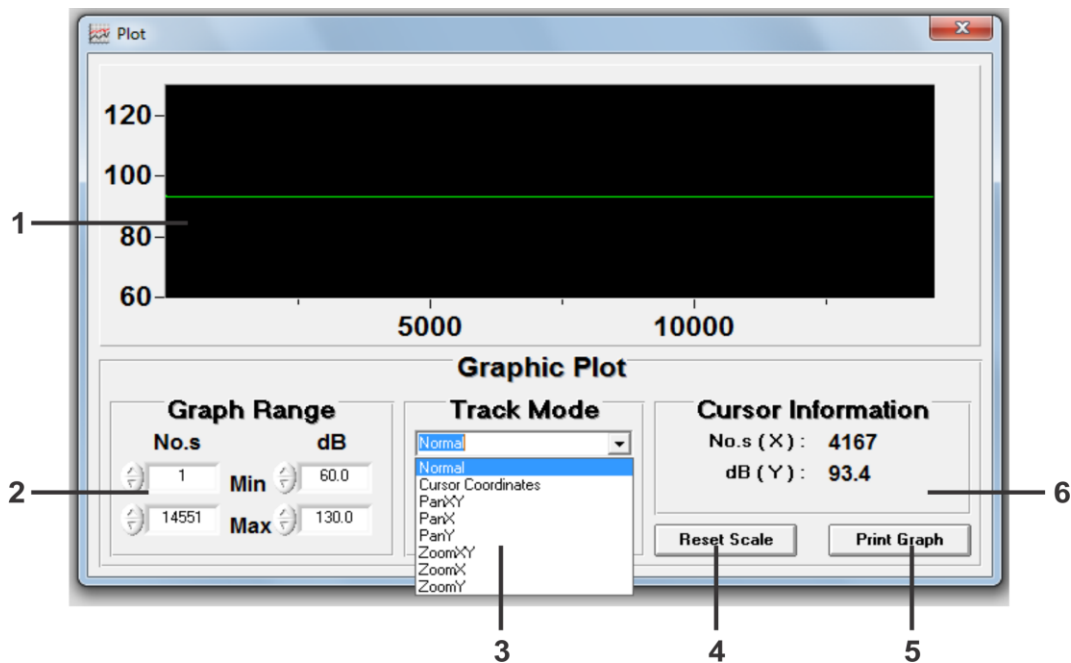 Plot
120
100
1
80
60
5000
10000
Graphic Plot
Graph Range
Track Mode
Cursor Information
No.s
dB
Normal
No.s (X) : 4167
Normal
Cursor Coordinates
dB (Y) : 93.4
2
1
Min
60.0
PanXY
6
PanX
14551
Max
130.0
PanY
Reset Scale
Print Graph
ZoomXY
ZoomX
ZoomY
3
4
5